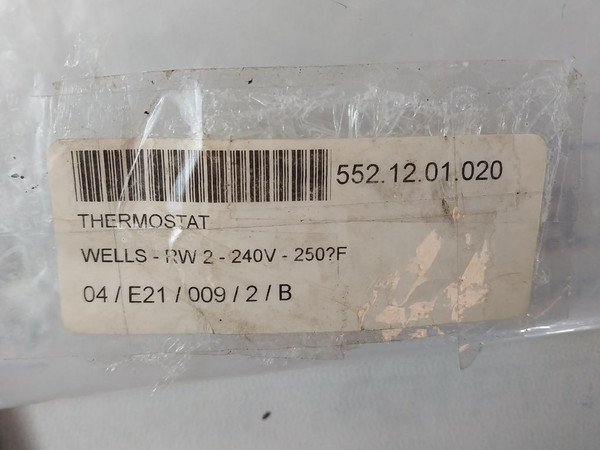 552.12.01.020
THERMOSTAT
WELLS - RW 2 - 240V - 250?F
04 / E21 / 009 / 2 / B